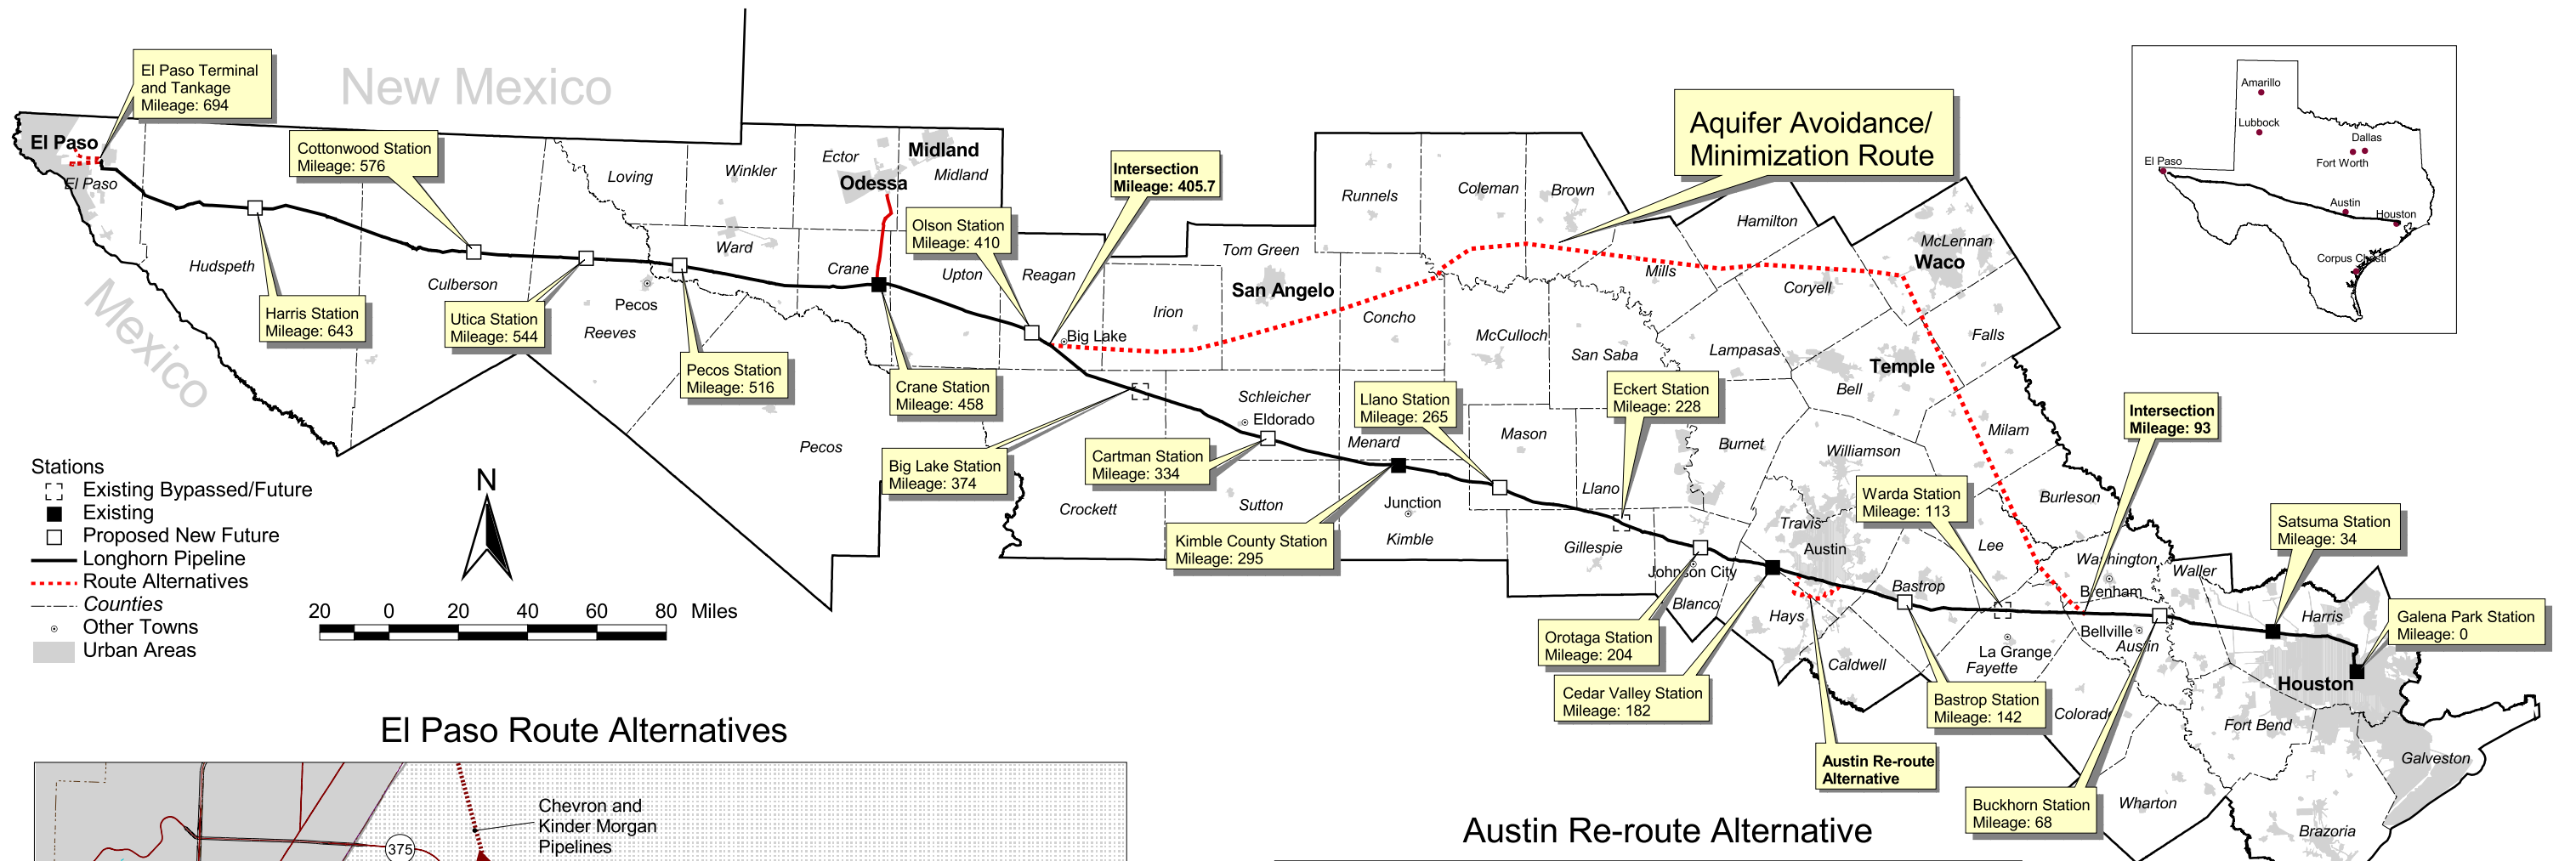 New Mexico
Mexico
El Paso Terminal
and Tankage
Mileage: 694
El Paso
El Paso
Cottonwood Station
Mileage: 576
Hudspeth
Harris Station
Mileage: 643
Culberson
Utica Station
Mileage: 544
Loving
Winkler
Ector
Midland
Midland
Odessa
Ward
Crane
Upton
Reagan
Pecos
Reeves
Pecos Station
Mileage: 516
Pecos
Crane Station
Mileage: 458
Olson Station
Mileage: 410
Intersection
Mileage: 405.7
Big Lake
Big Lake Station
Mileage: 374
Irion
Tom Green
San Angelo
Runnels
Coleman
Brown
Concho
Aquifer Avoidance/
Minimization Route
Mills
Hamilton
McLennan
Waco
Coryell
Falls
McCulloch
San Saba
Lampasas
Temple
Bell
Schleicher
Eldorado
Cartman Station
Mileage: 334
Crockett
Sutton
Menard
Llano Station
Mileage: 265
Mason
Eckert Station
Mileage: 228
Burnet
Williamson
Milam
Kimble County Station
Mileage: 295
Junction
Kimble
Llano
Gillespie
Travis
Austin
Warda Station
Mileage: 113
Lee
Burleson
Intersection
Mileage: 93
Johnson City
Blanco
Hays
Bastrop
Washington
Brenham
Waller
Satsuma Station
Mileage: 34
Harris
Galena Park Station
Mileage: 0
Orotaga Station
Mileage: 204
Cedar Valley Station
Mileage: 182
Caldwell
La Grange
Fayette
Bellville
Austin
Houston
Bastrop Station
Mileage: 142
Colorado
Fort Bend
Galveston
Austin Re-route
Alternative
Buckhorn Station
Mileage: 68
Wharton
Brazoria
Amarillo
Lubbock
Dallas
Fort Worth
El Paso
Austin
Houston
Corpus Christi
Stations
Existing Bypassed/Future
Existing
Proposed New Future
Longhorn Pipeline
Route Alternatives
Counties
Other Towns
Urban Areas
N
20 0 20 40 60 80 Miles
El Paso Route Alternatives
Chevron and
Kinder Morgan
Pipelines
375
Austin Re-route Alternative